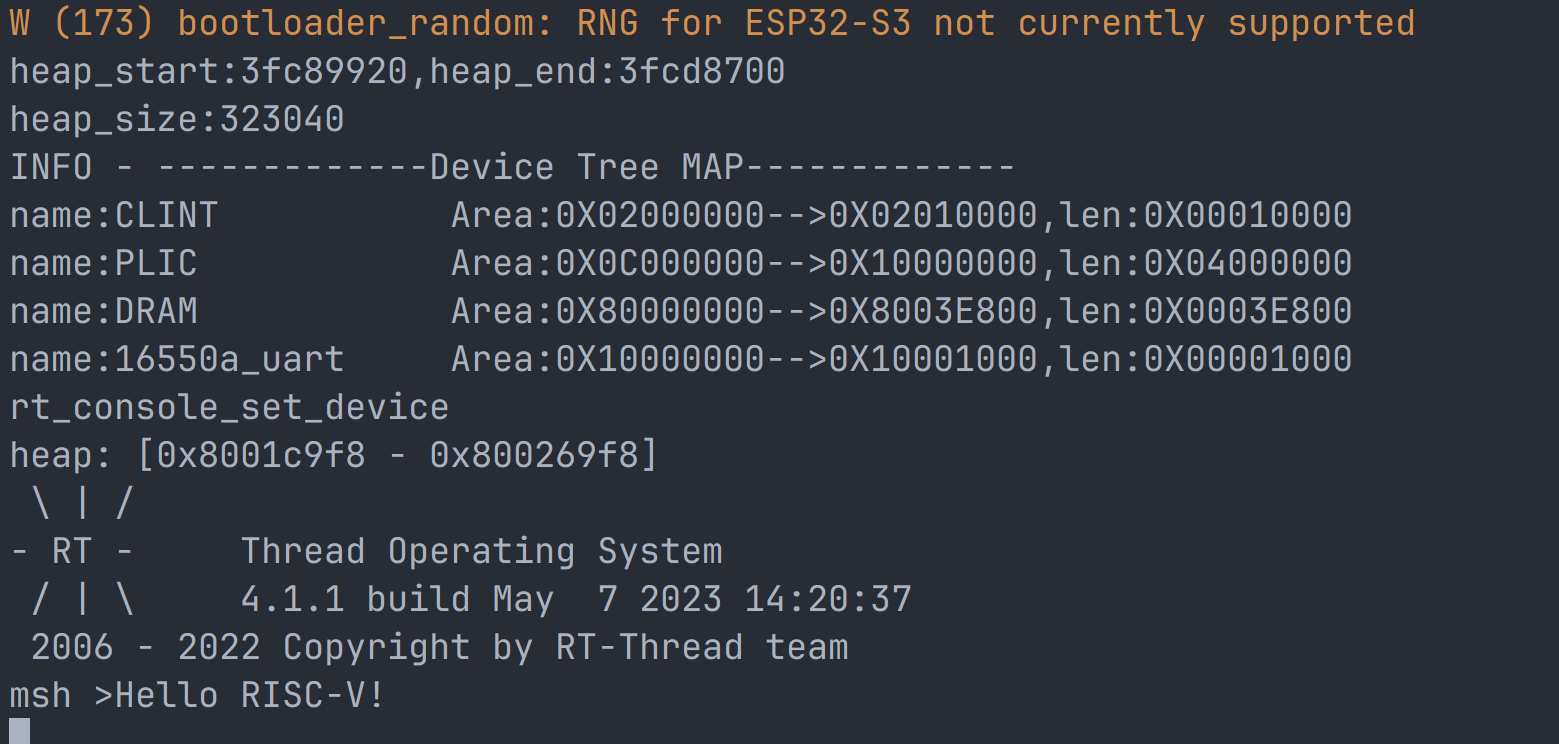 W (173) bootloader_random: RNG for ESP32-S3 not currently supported
heap_start:3fc89920,heap_end:3fcd8700
heap_size:323040
INFO - -------------Device Tree MAP-------------
name:CLINT           Area:0X02000000-->0X02010000,len:0X00010000
name:PLIC            Area:0X0C000000-->0X10000000,len:0X04000000
name:DRAM            Area:0X80000000-->0X8003E800,len:0X0003E800
name:16550a_uart     Area:0X10000000-->0X10001000,len:0X00001000
rt_console_set_device
heap: [0x8001c9f8 - 0x800269f8]
 \ | /
- RT -     Thread Operating System
 / | \     4.1.1 build May  7 2023 14:20:37
 2006 - 2022 Copyright by RT-Thread team
msh >Hello RISC-V!